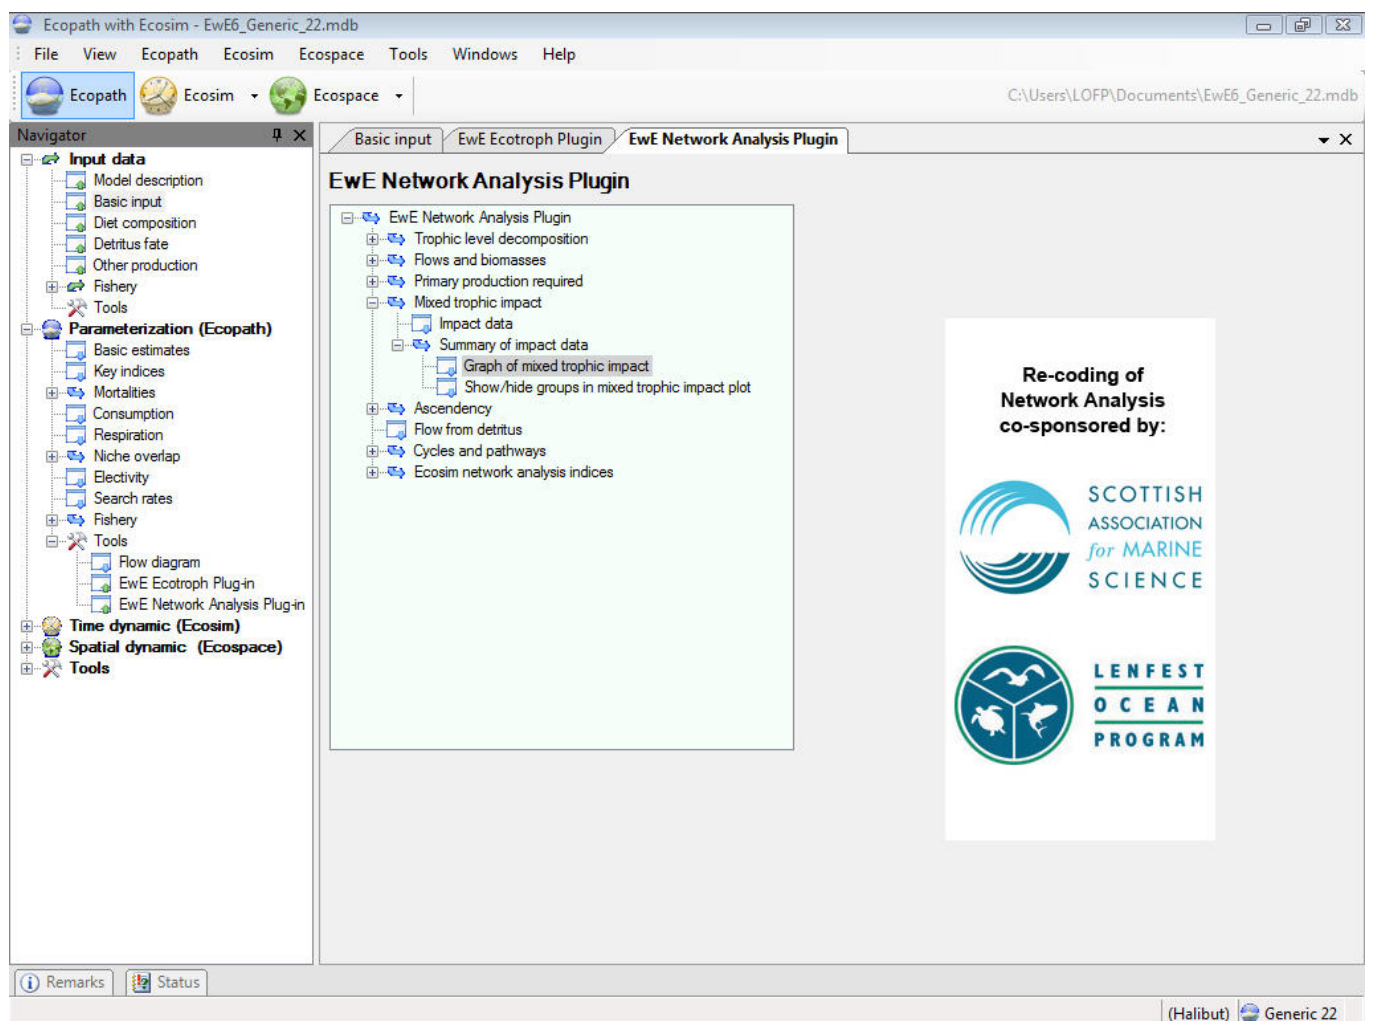 Ecopath with Ecosim - EwE6_Generic_22.mdb
File View Ecopath Ecosim Ecospace Tools Windows Help
Ecopath Ecosim Ecospace C:\Users\LOFP\Documents\EwE6_Generic_22.mdb
Navigator
Input data
Model description
Basic input
Diet composition
Detritus fate
Other production
Fishery
Tools
Parameterization (Ecopath)
Basic estimates
Key indices
Mortalities
Consumption
Respiration
Niche overlap
Electivity
Search rates
Fishery
Tools
Flow diagram
EwE Ecotroph Plug-in
EwE Network Analysis Plug-in
Time dynamic (Ecosim)
Spatial dynamic (Ecospace)
Tools
Basic input EwE Ecotroph Plugin EwE Network Analysis Plugin
EwE Network Analysis Plugin
EwE Network Analysis Plugin
Trophic level decomposition
Flows and biomasses
Primary production required
Mixed trophic impact
Impact data
Summary of impact data
Graph of mixed trophic impact
Show/hide groups in mixed trophic impact plot
Ascendency
Flow from detritus
Cycles and pathways
Ecosim network analysis indices
Re-coding of
Network Analysis
co-sponsored by:
SCOTTISH
ASSOCIATION
for MARINE
SCIENCE
LENFEST
OCEAN
PROGRAM
Remarks Status
(Halibut) Generic 22